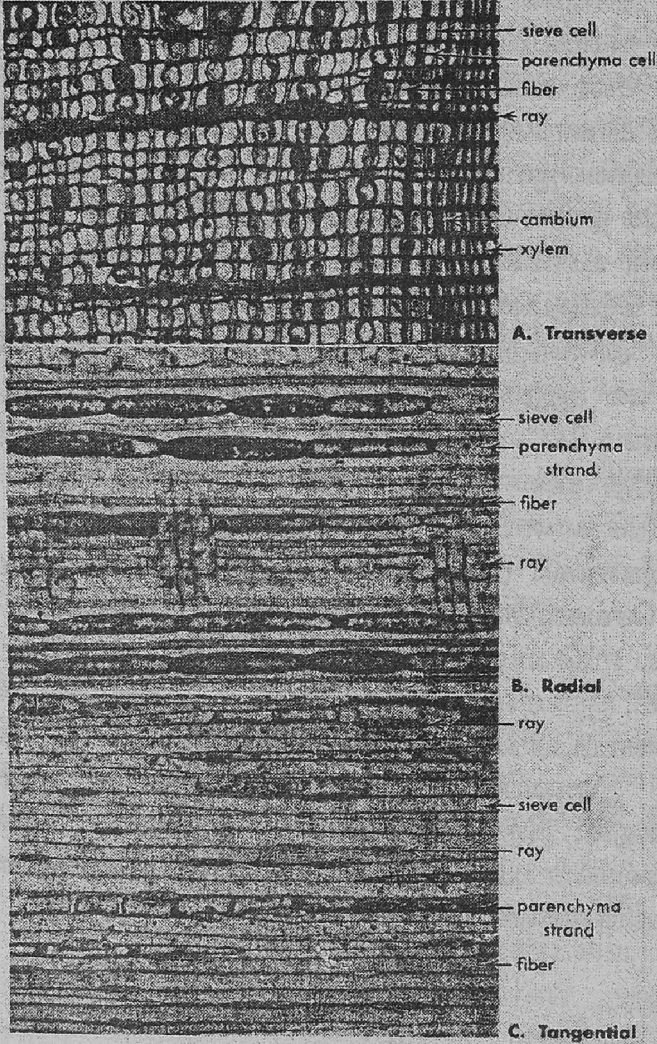 sieve cell
parenchyma cell
fiber
ray
cambium
xylem
A. Transverse
sieve cell
parenchyma
strand
fiber
ray
B. Radial
ray
sieve cell
ray
parenchyma
strand
fiber
C. Tangential